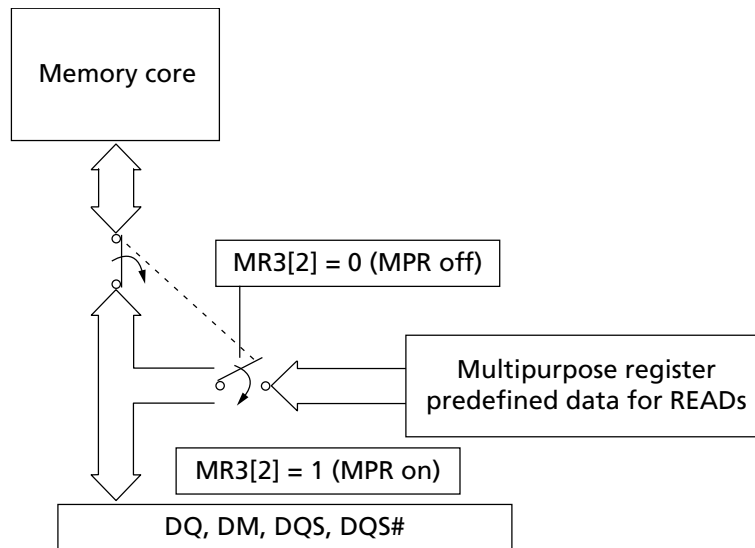 Memory core
MR3[2] = 0 (MPR off)
Multipurpose register
predefined data for READs
MR3[2] = 1 (MPR on)
DQ, DM, DQS, DQS#